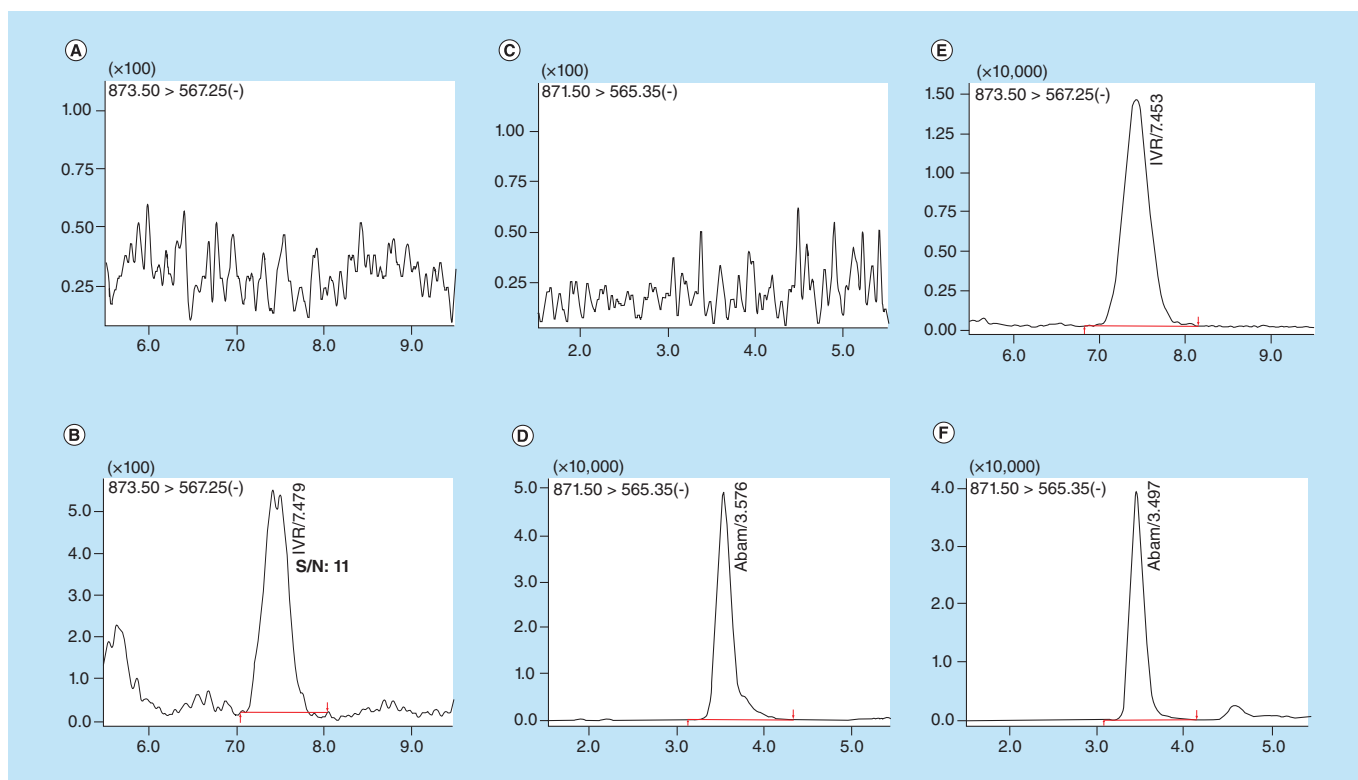 A
(×100)
873.50 > 567.25(-)
1.00
0.75
0.50
0.25
6.0 7.0 8.0 9.0
C
(×100)
871.50 > 565.35(-)
1.00
0.75
0.50
0.25
2.0 3.0 4.0 5.0
E
(×10,000)
873.50 > 567.25(-)
IVR/7.453
1.50
1.25
1.00
0.75
0.50
0.25
0.00
6.0 7.0 8.0 9.0
B
(×100)
873.50 > 567.25(-)
IVR/7.479
S/N: 11
5.0
4.0
3.0
2.0
1.0
0.0
6.0 7.0 8.0 9.0
D
(×10,000)
871.50 > 565.35(-)
Abam/3.576
5.0
4.0
3.0
2.0
1.0
0.0
2.0 3.0 4.0 5.0
F
(×10,000)
871.50 > 565.35(-)
Abam/3.497
4.0
3.0
2.0
1.0
0.0
2.0 3.0 4.0 5.0